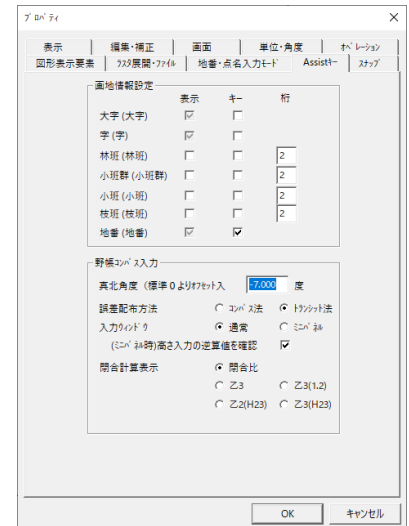 ﾌﾟﾛﾊﾟﾃｨ
表示 編集・補正 画面 単位・角度 ｵﾍﾟﾚｰｼｮﾝ
図形表示要素 ﾗｽﾀ展開・ﾌｧｲﾙ 地番・点名入力ﾓｰﾄﾞ Assistｷｰ ｽﾅｯﾌﾟ
画地情報設定
表示 キー 桁
大字 (大字)
字 (字)
林班 (林班) 2
小班群 (小班群) 2
小班 (小班) 2
枝班 (枝班) 2
地番 (地番)
野帳ｺﾝﾊﾟｽ入力
真北角度（標準０よりｵﾌｾｯﾄ入 -7.000 度
誤差配布方法 ｺﾝﾊﾟｽ法 ﾄﾗﾝｼｯﾄ法
入力ｳｨﾝﾄﾞｳ 通常 ﾐﾆﾊﾟﾈﾙ
(ﾐﾆﾊﾟﾈﾙ時)高さ入力の逆算値を確認
閉合計算表示 閉合比
乙3 乙3(1.2)
乙2(H23) 乙3(H23)
OK キャンセル